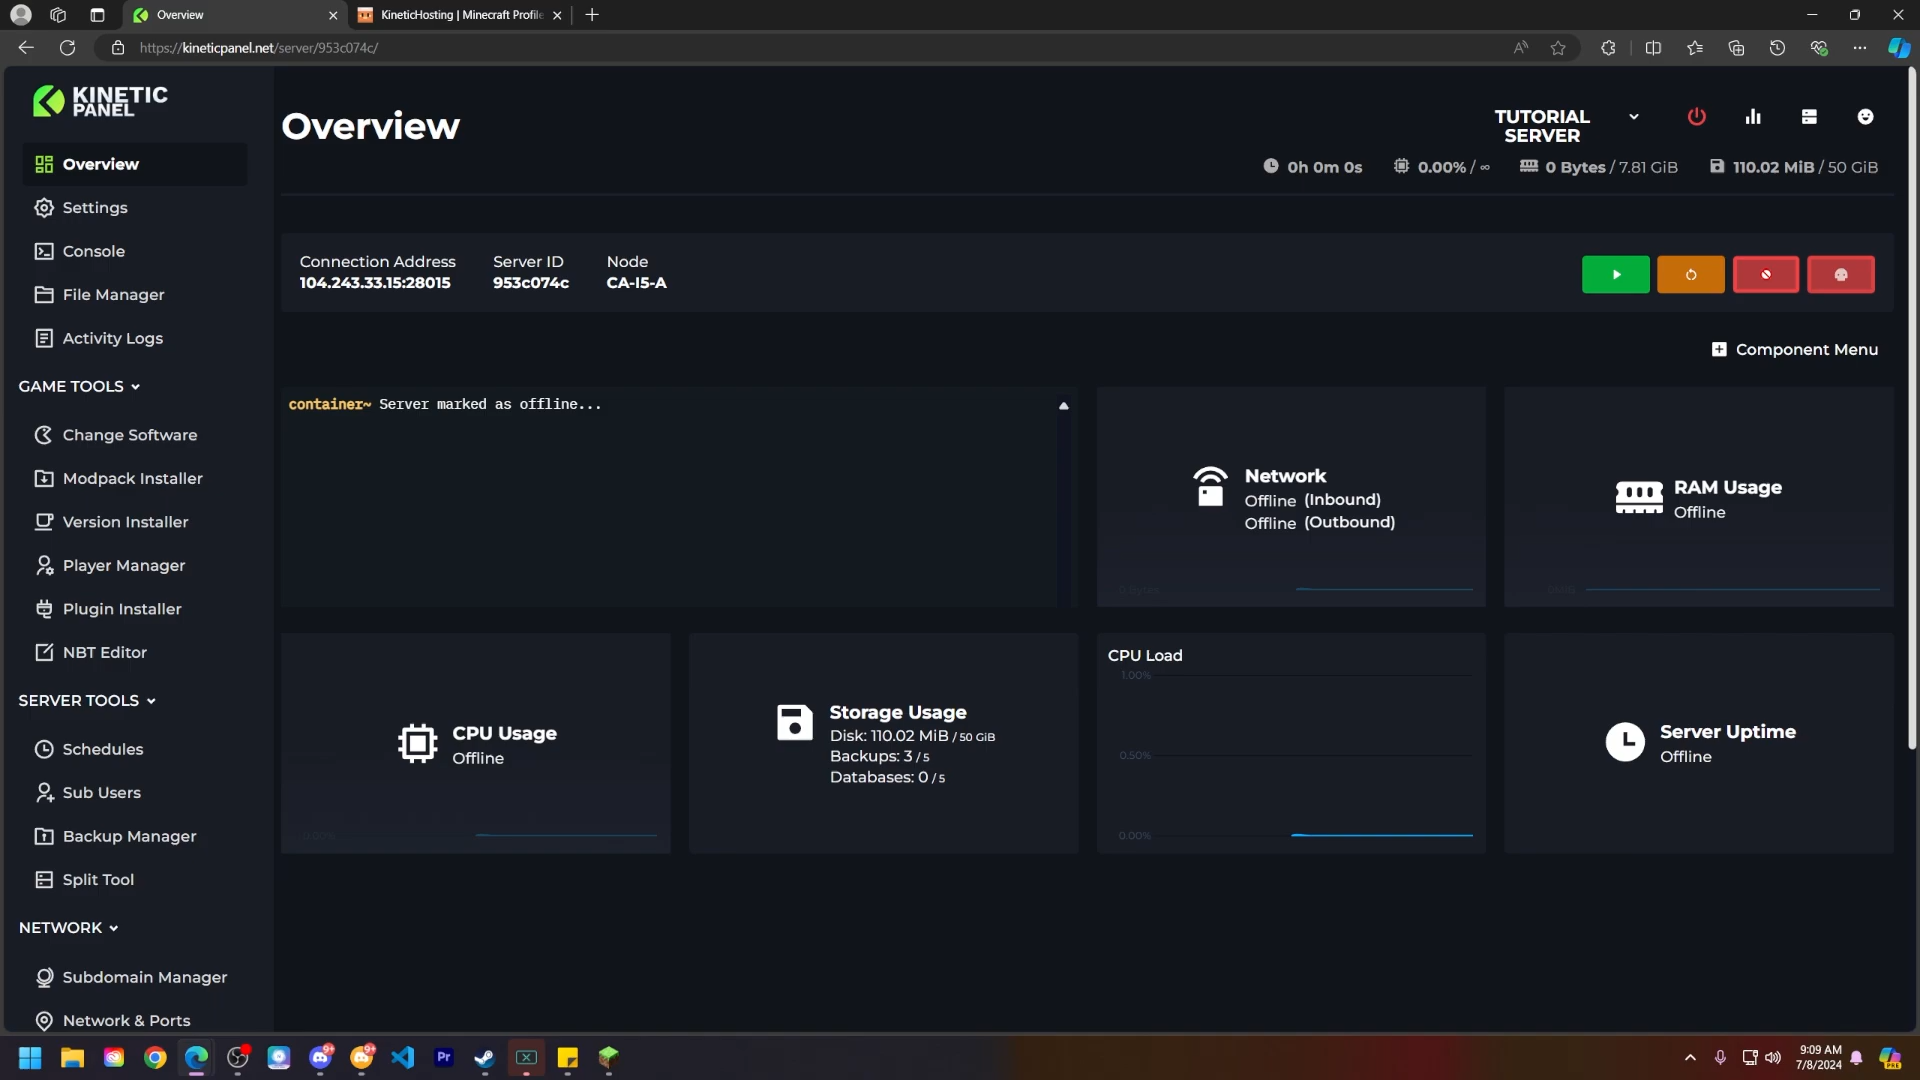 Overview
KineticHosting | Minecraft Profile
https://kineticpanel.net/server/953c074c/
KINETIC
PANEL
Overview
Settings
Console
File Manager
Activity Logs
GAME TOOLS
Change Software
Modpack Installer
Version Installer
Player Manager
Plugin Installer
NBT Editor
SERVER TOOLS
Schedules
Sub Users
Backup Manager
Split Tool
NETWORK
Subdomain Manager
Network & Ports
Overview
TUTORIAL
SERVER
0h 0m 0s
0.00% / ∞
0 Bytes / 7.81 GiB
110.02 MiB / 50 GiB
Connection Address
104.243.33.15:28015
Server ID
953c074c
Node
CA-I5-A
Component Menu
container~ Server marked as offline...
Network
Offline (Inbound)
Offline (Outbound)
0 Bytes
RAM Usage
Offline
0MiB
CPU Usage
Offline
0.00%
Storage Usage
Disk: 110.02 MiB / 50 GiB
Backups: 3 / 5
Databases: 0 / 5
CPU Load
1.00%
0.50%
0.00%
Server Uptime
Offline
9:09 AM
7/8/2024